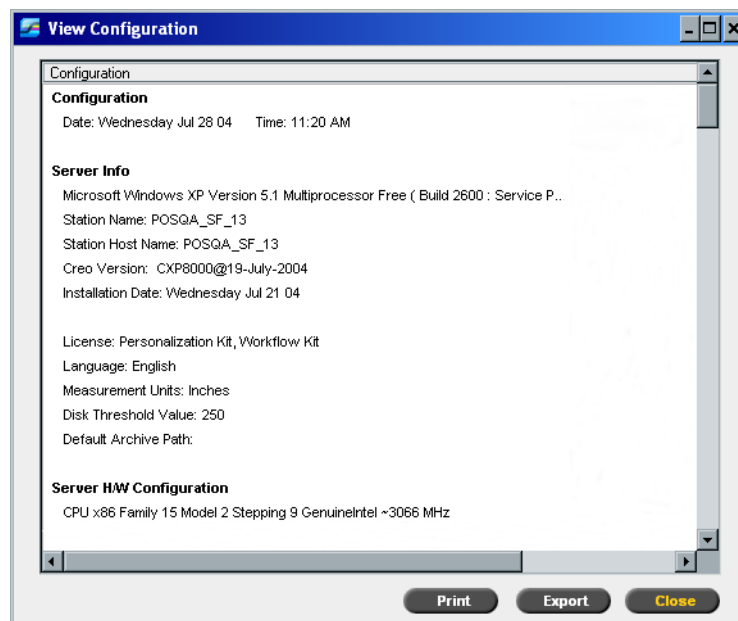 View Configuration
Configuration
Configuration
Date: Wednesday Jul 28 04 Time: 11:20 AM
Server Info
Microsoft Windows XP Version 5.1 Multiprocessor Free ( Build 2600 : Service P..
Station Name: POSQA_SF_13
Station Host Name: POSQA_SF_13
Creo Version: CXP8000@19-July-2004
Installation Date: Wednesday Jul 21 04
License: Personalization Kit, Workflow Kit
Language: English
Measurement Units: Inches
Disk Threshold Value: 250
Default Archive Path:
Server H/W Configuration
CPU x86 Family 15 Model 2 Stepping 9 GenuineIntel ~3066 MHz
Print Export Close